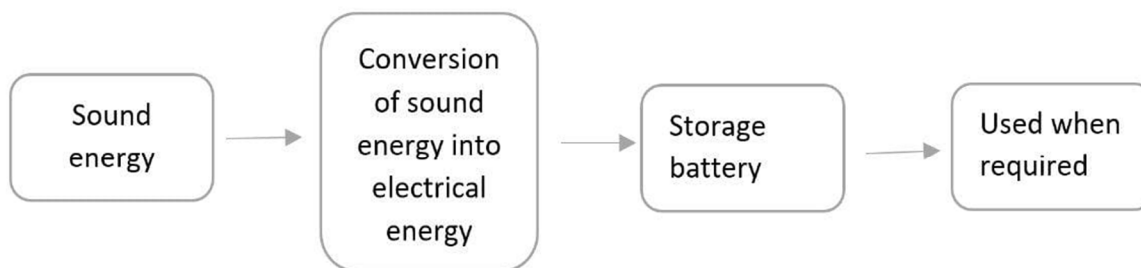 Sound
energy
Conversion
of sound
energy into
electrical
energy
Storage
battery
Used when
required